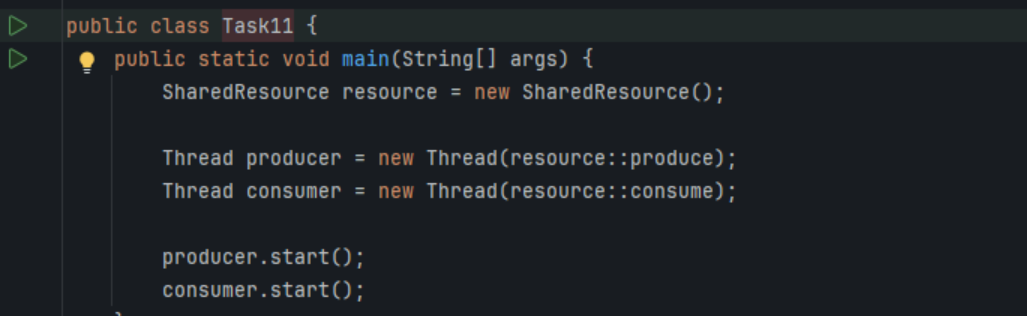 public class Task11 {
public static void main(String[] args) {
SharedResource resource = new SharedResource();
Thread producer = new Thread(resource::produce);
Thread consumer = new Thread(resource::consume);
producer.start();
consumer.start();